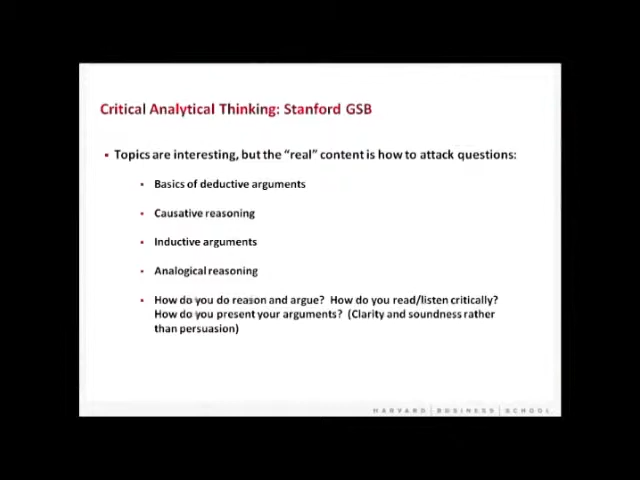 Critical Analytical Thinking: Stanford GSB
▪ Topics are interesting, but the “real” content is how to attack questions:
▪ Basics of deductive arguments
▪ Causative reasoning
▪ Inductive arguments
▪ Analogical reasoning
▪ How do you do reason and argue? How do you read/listen critically?
How do you present your arguments? (Clarity and soundness rather
than persuasion)
HARVARD | BUSINESS | SCHOOL